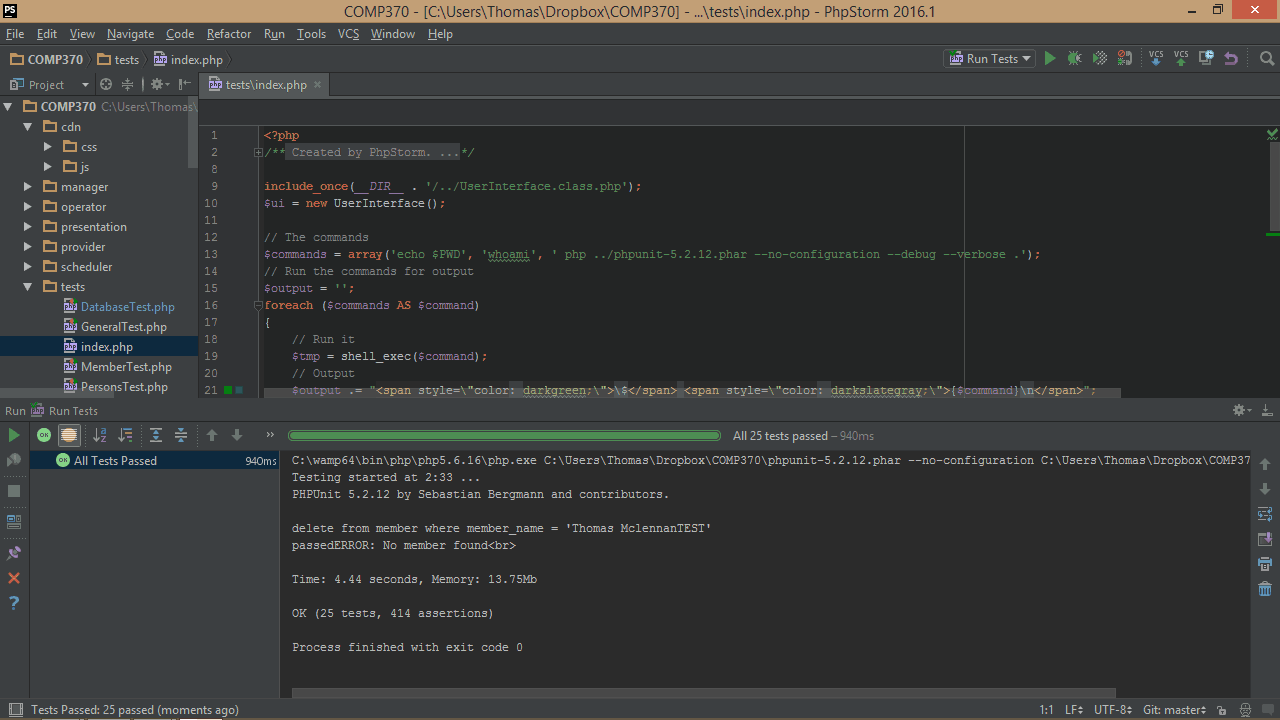 PS COMP370 - [C:\Users\Thomas\Dropbox\COMP370] - ...\tests\index.php - PhpStorm 2016.1
File Edit View Navigate Code Refactor Run Tools VCS Window Help
COMP370 tests index.php Run Tests VCS VCS
Project tests\index.php
COMP370 C:\Users\Thomas\
cdn
css
js
manager
operator
presentation
provider
scheduler
tests
DatabaseTest.php
GeneralTest.php
index.php
MemberTest.php
PersonsTest.php
1 <?php
2 /** Created by PhpStorm. ...*/
8
9 include_once(__DIR__ . '/../UserInterface.class.php');
10 $ui = new UserInterface();
11
12 // The commands
13 $commands = array('echo $PWD', 'whoami', ' php ../phpunit-5.2.12.phar --no-configuration --debug --verbose .');
14 // Run the commands for output
15 $output = '';
16 foreach ($commands AS $command)
17 {
18 // Run it
19 $tmp = shell_exec($command);
20 // Output
21 $output .= "<span style=\"color: darkgreen;\">\$</span> <span style=\"color: darkslategray;\">{$command}\n</span>";
Run Run Tests
All 25 tests passed – 940ms
All Tests Passed 940ms
C:\wamp64\bin\php\php5.6.16\php.exe C:\Users\Thomas\Dropbox\COMP370\phpunit-5.2.12.phar --no-configuration C:\Users\Thomas\Dropbox\COMP37
Testing started at 2:33 ...
PHPUnit 5.2.12 by Sebastian Bergmann and contributors.
delete from member where member_name = 'Thomas MclennanTEST'
passedERROR: No member found<br>
Time: 4.44 seconds, Memory: 13.75Mb
OK (25 tests, 414 assertions)
Process finished with exit code 0
Tests Passed: 25 passed (moments ago) 1:1 LF UTF-8 Git: master